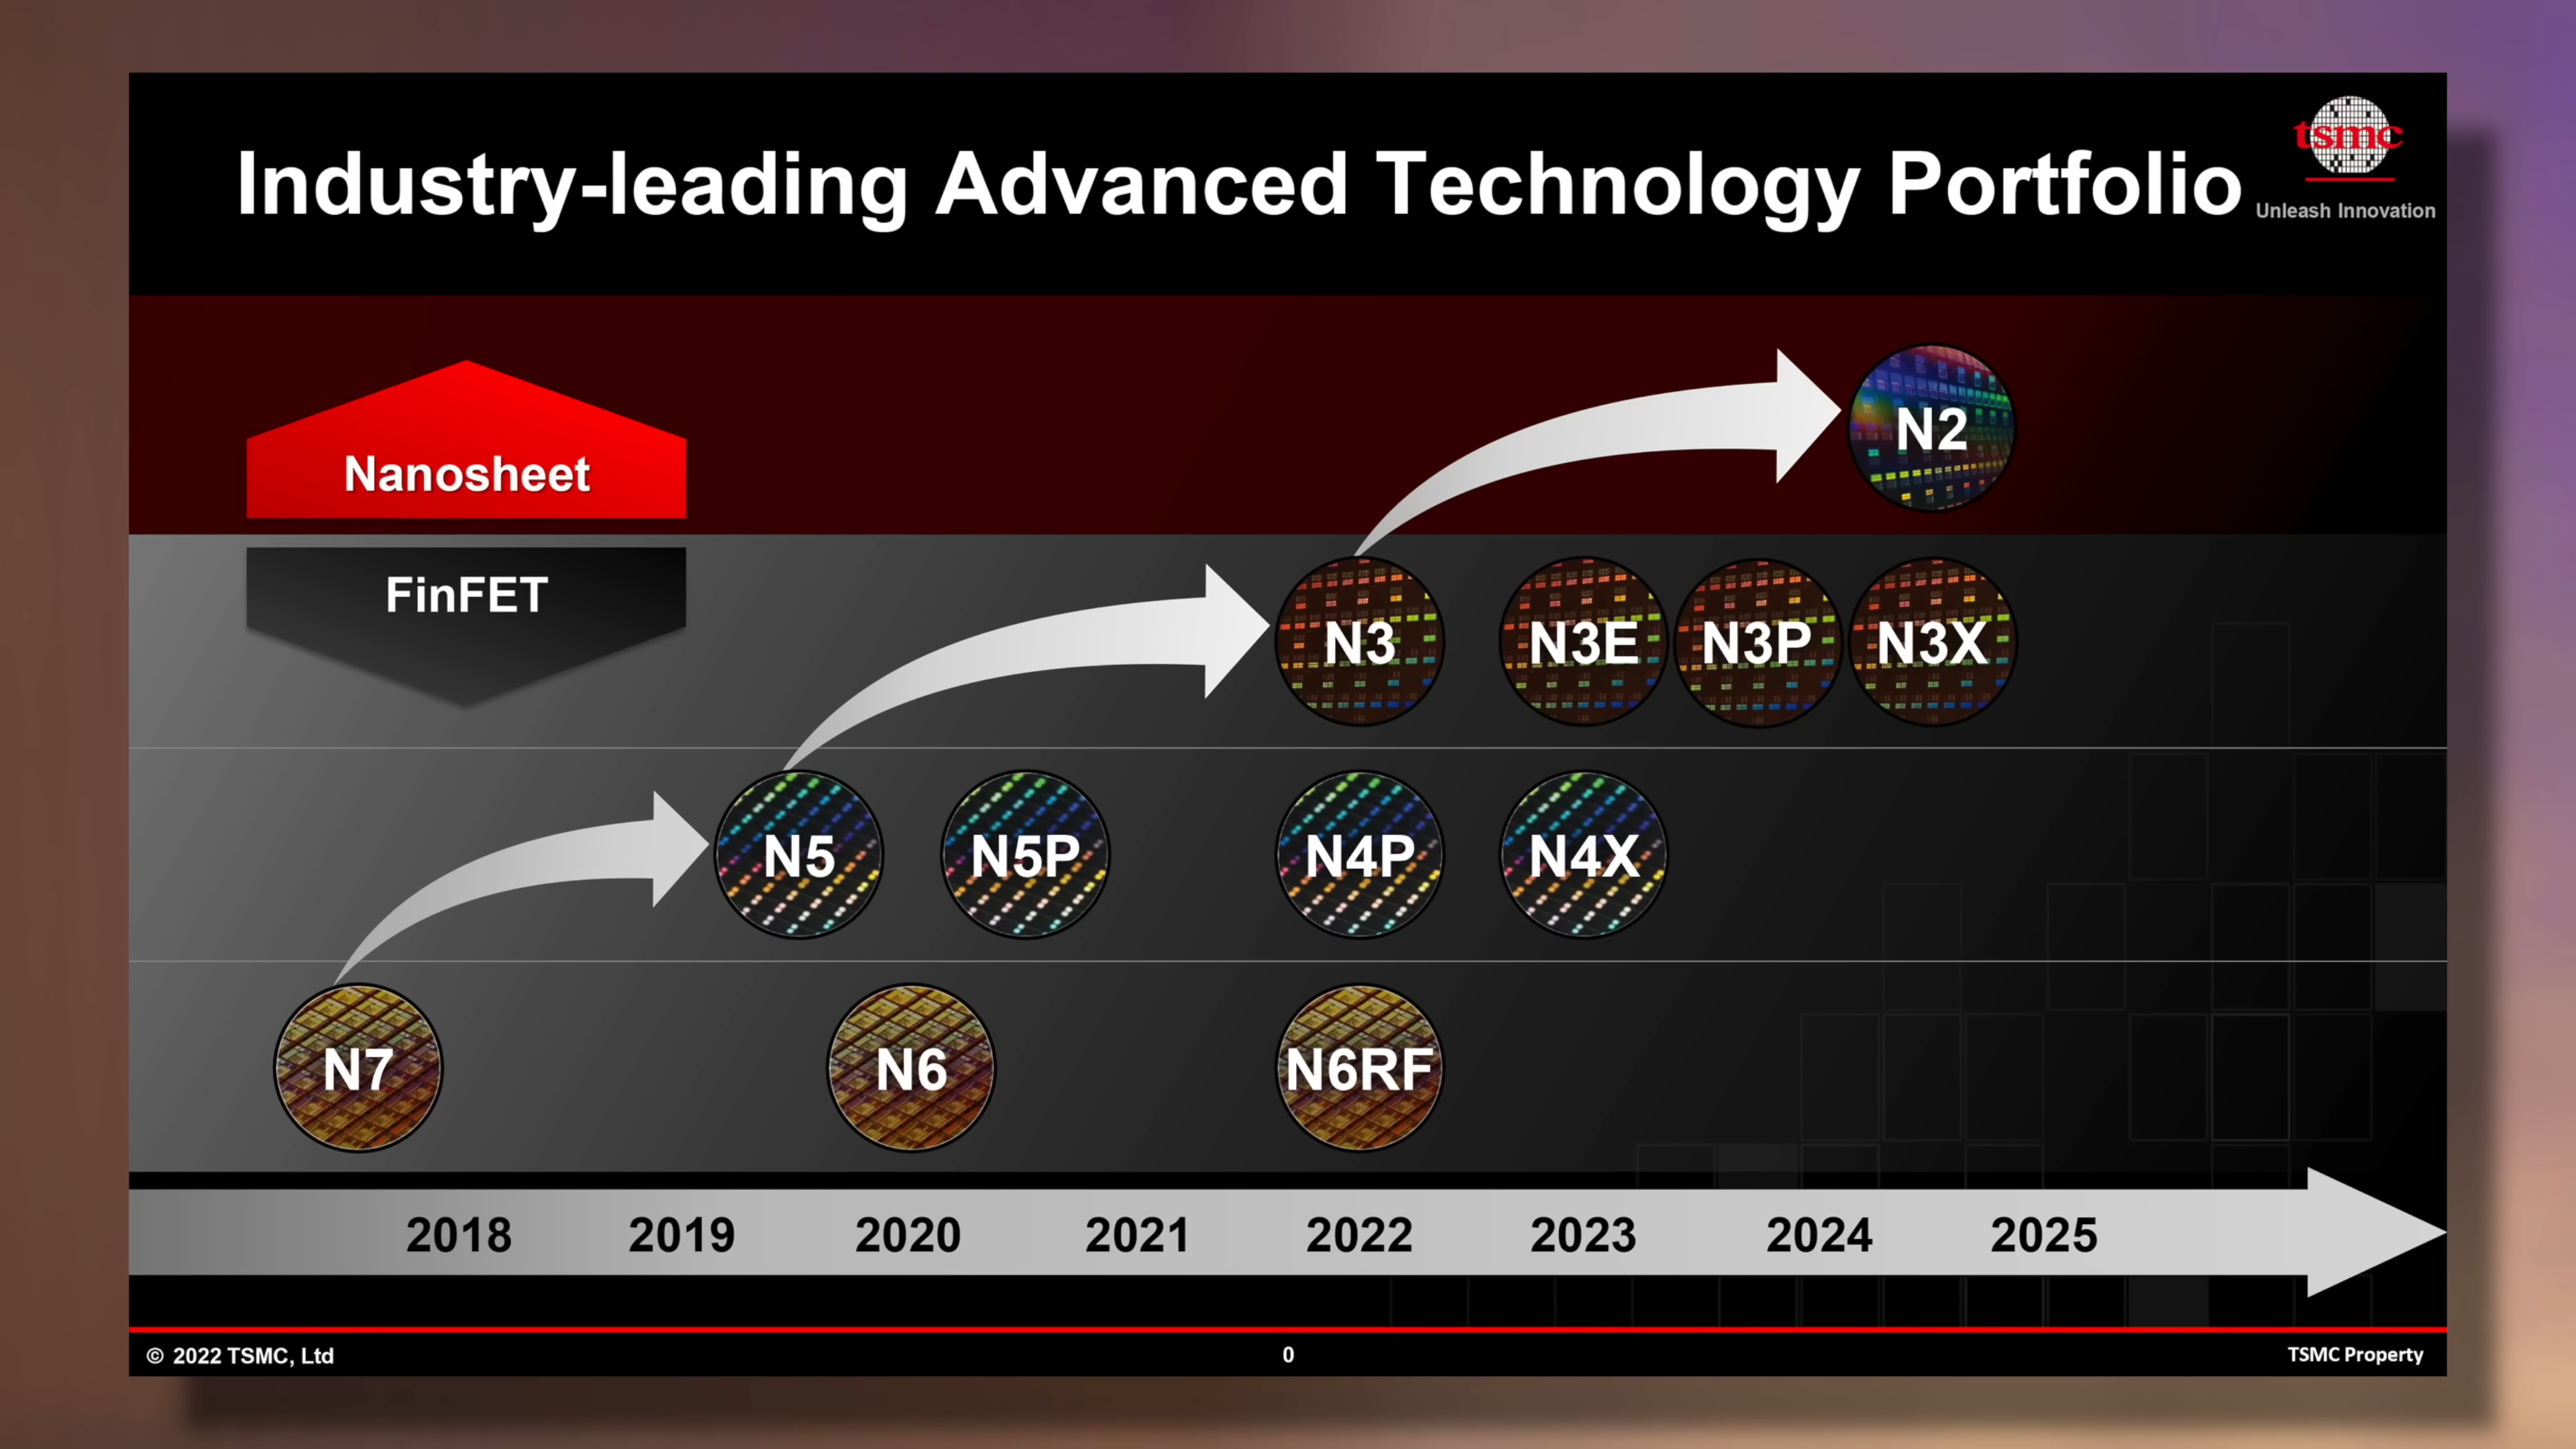 Industry-leading Advanced Technology Portfolio
tsmc
Unleash Innovation
Nanosheet
N2
FinFET
N3
N3E
N3P
N3X
N5
N5P
N4P
N4X
N7
N6
N6RF
2018
2019
2020
2021
2022
2023
2024
2025
© 2022 TSMC, Ltd
0
TSMC Property